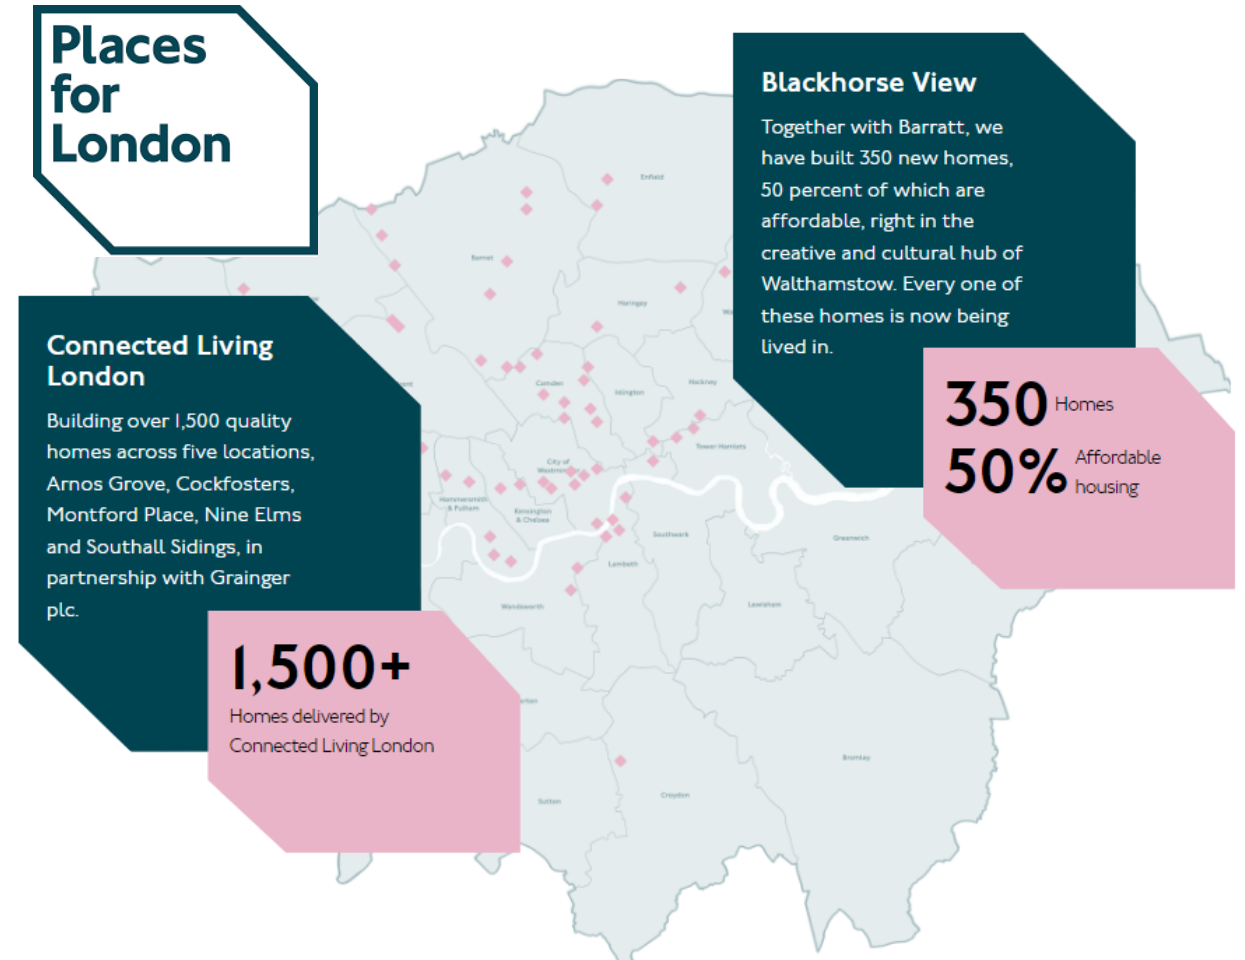 Places
for
London
Blackhorse View
Together with Barratt, we
have built 350 new homes,
50 percent of which are
affordable, right in the
creative and cultural hub of
Walthamstow. Every one of
these homes is now being
lived in.
350 Homes
50% Affordable
housing
Connected Living
London
Building over 1,500 quality
homes across five locations,
Arnos Grove, Cockfosters,
Montford Place, Nine Elms
and Southall Sidings, in
partnership with Grainger
plc.
1,500+
Homes delivered by
Connected Living London
Enfield
Barnet
Haringey
Camden
Islington
Hackney
Tower Hamlets
City of
Hammersmith
& Fulham
Kensington
& Chelsea
Southwark
Greenwich
Lambeth
Wandsworth
Lewisham
Bromley
Sutton
Croydon